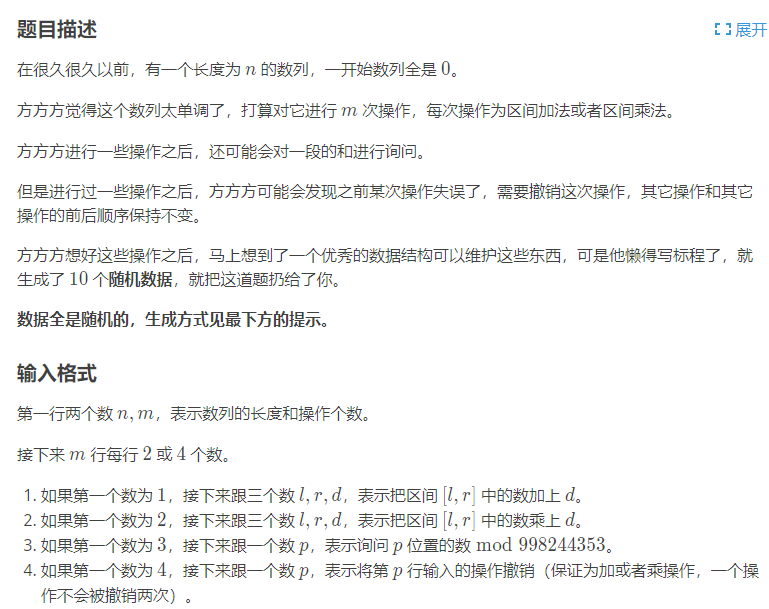 题目描述
展开
在很久很久以前，有一个长度为 n 的数列，一开始数列全是 0。
方方方觉得这个数列太单调了，打算对它进行 m 次操作，每次操作为区间加法或者区间乘法。
方方方进行一些操作之后，还可能会对一段的和进行询问。
但是进行过一些操作之后，方方方可能会发现之前某次操作失误了，需要撤销这次操作，其它操作和其它
操作的前后顺序保持不变。
方方方想好这些操作之后，马上想到了一个优秀的数据结构可以维护这些东西，可是他懒得写标程了，就
生成了 10 个随机数据，就把这道题扔给了你。
数据全是随机的，生成方式见最下方的提示。
输入格式
第一行两个数 n, m，表示数列的长度和操作个数。
接下来 m 行每行 2 或 4 个数。
1. 如果第一个数为 1，接下来跟三个数 l, r, d，表示把区间 [l, r] 中的数加上 d。
2. 如果第一个数为 2，接下来跟三个数 l, r, d，表示把区间 [l, r] 中的数乘上 d。
3. 如果第一个数为 3，接下来跟一个数 p，表示询问 p 位置的数 mod 998244353。
4. 如果第一个数为 4，接下来跟一个数 p，表示将第 p 行输入的操作撤销（保证为加或者乘操作，一个操
作不会被撤销两次）。